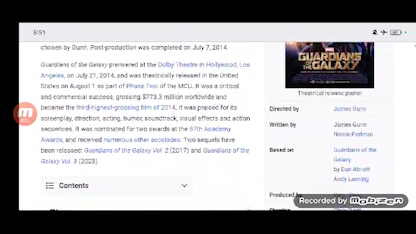 5:51
chosen by Gunn. Post-production was completed on July 7, 2014.
Guardians of the Galaxy premiered at the Dolby Theatre in Hollywood, Los
Angeles, on July 21, 2014, and was theatrically released in the United
States on August 1 as part of Phase Two of the MCU. It was a critical
and commercial success, grossing $773.3 million worldwide and
became the third-highest-grossing film of 2014. It was praised for its
screenplay, direction, acting, humor, soundtrack, visual effects and action
sequences. It was nominated for two awards at the 87th Academy
Awards, and received numerous other accolades. Two sequels have
been released: Guardians of the Galaxy Vol. 2 (2017) and Guardians of the
Galaxy Vol. 3 (2023).
Contents
GUARDIANS
OF THE GALAXY
Theatrical release poster
Directed by James Gunn
Written by James Gunn
Nicole Perlman
Based on Guardians of the
Galaxy
by Dan Abnett
Andy Lanning
Produced by
Recorded by
mobizen